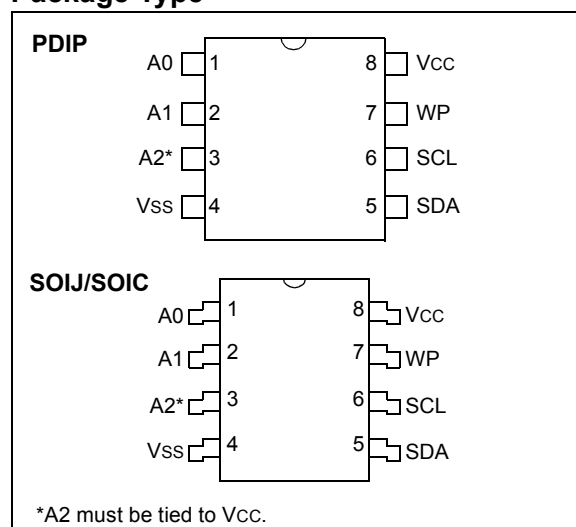 Package Type
PDIP
A0 1 8 VCC
A1 2 7 WP
A2* 3 6 SCL
VSS 4 5 SDA
SOIJ/SOIC
A0 1 8 VCC
A1 2 7 WP
A2* 3 6 SCL
VSS 4 5 SDA
*A2 must be tied to VCC.